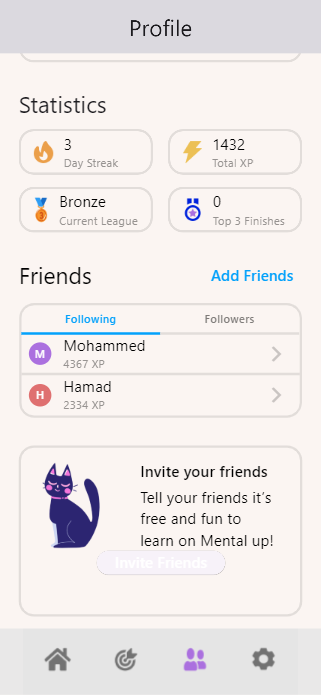 Profile
Statistics
3
Day Streak
1432
Total XP
Bronze
Current League
0
Top 3 Finishes
Friends
Add Friends
Following
Followers
M
Mohammed
4367 XP
H
Hamad
2334 XP
Invite your friends
Tell your friends it’s
free and fun to
learn on Mental up!
Invite Friends